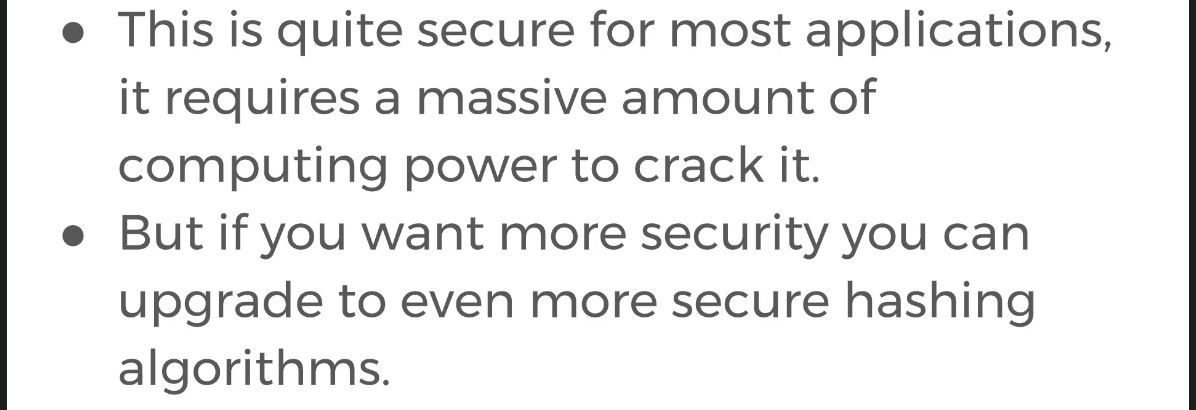 ● This is quite secure for most applications,
it requires a massive amount of
computing power to crack it.
● But if you want more security you can
upgrade to even more secure hashing
algorithms.